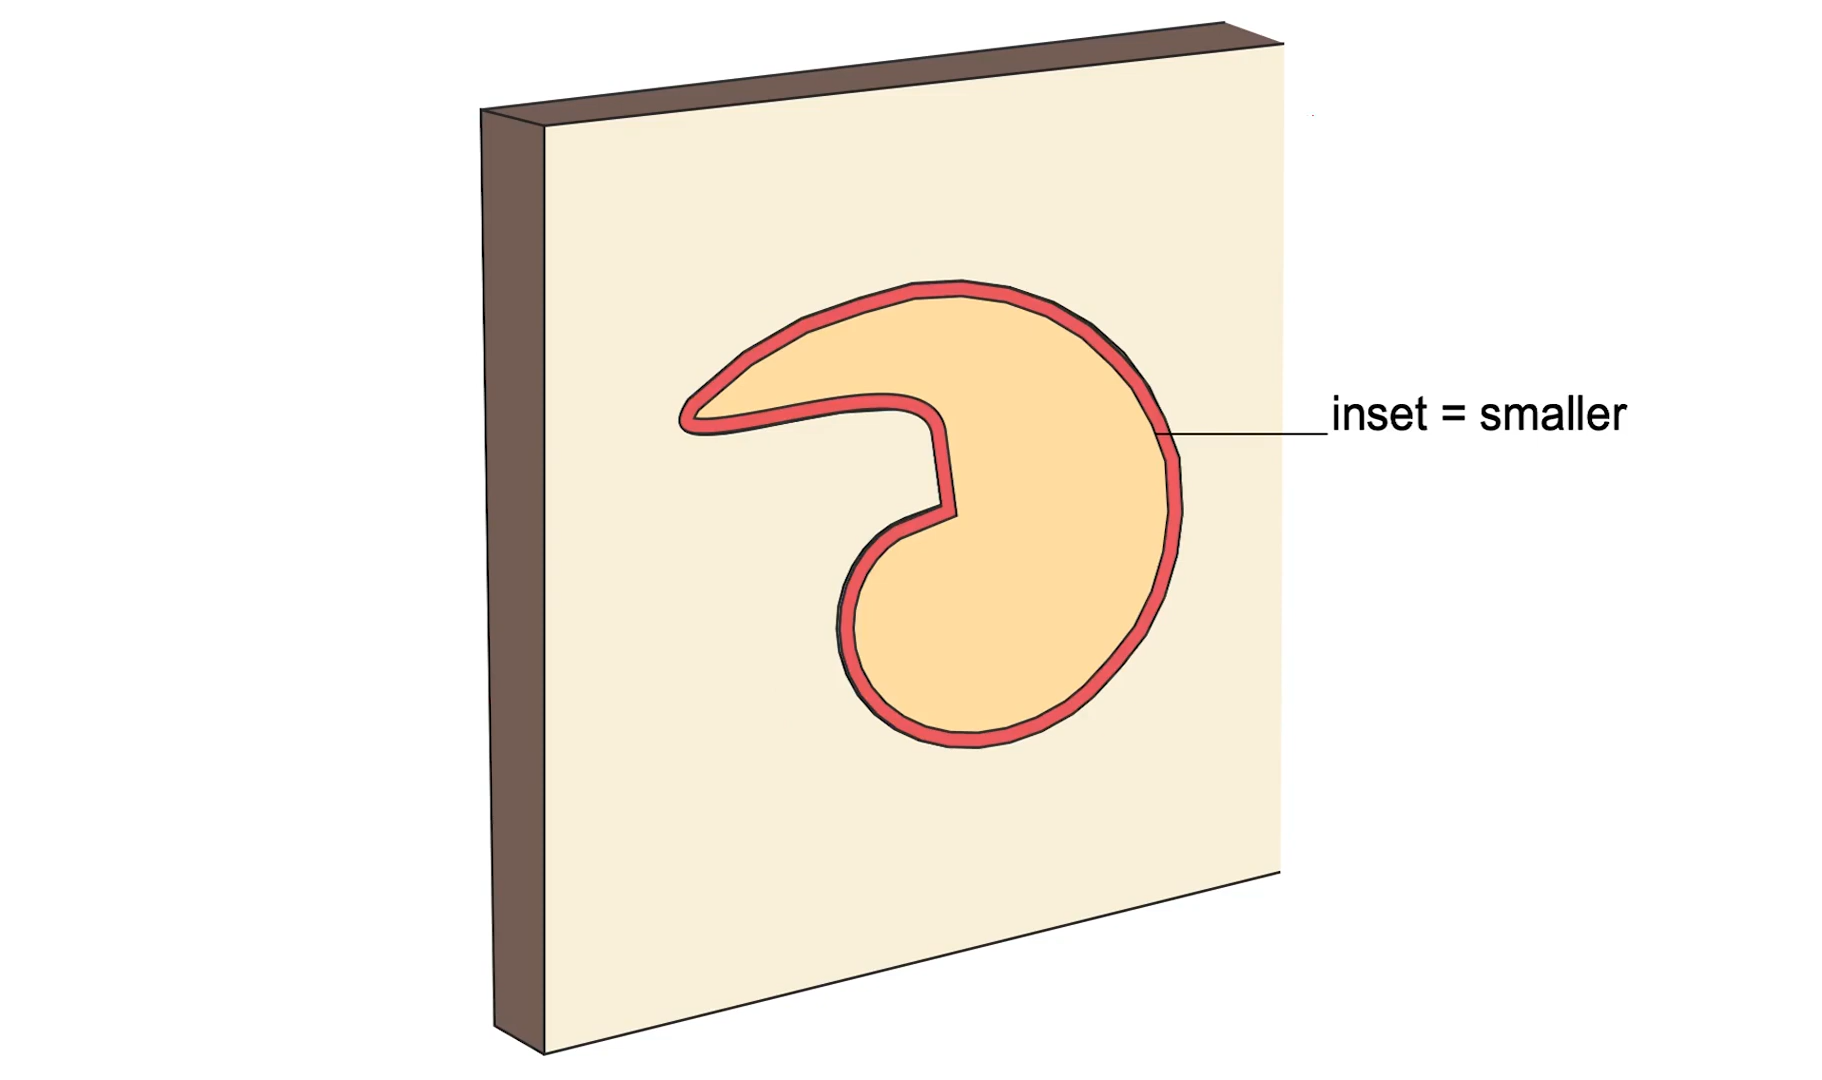 inset = smaller